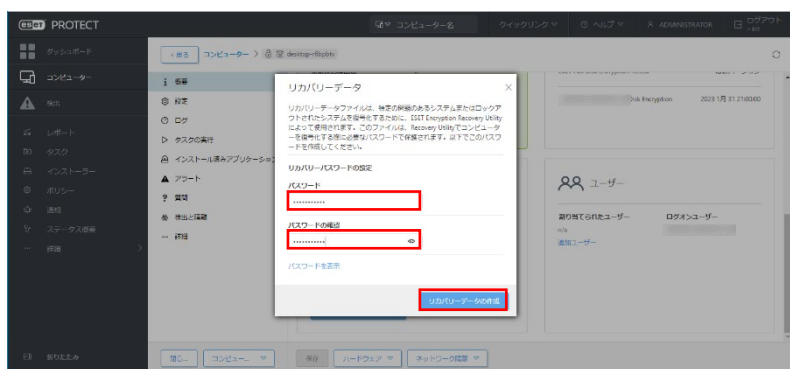 eset PROTECT
コンピューター名
クイックリンク
ヘルプ
ADMINISTRATOR
ログアウト
ダッシュボード
コンピューター
検出
レポート
タスク
インストーラー
ポリシー
通知
ステータス概要
詳細
折りたたみ
戻る
コンピューター
概要
設定
ログ
タスクの実行
インストール済みアプリケーション
アラート
質問
検出と隔離
詳細
リカバリーデータ
リカバリーデータファイルは、特定の問題のあるシステムまたはロックア
ウトされたシステムを復号化するために、ESET Encryption Recovery Utility
によって使用されます。このファイルは、Recovery Utilityでコンピュータ
ーを復号化する際に必要なパスワードで保護されます。以下でこのパスワ
ードを作成してください。
リカバリーパスワードの設定
パスワード
パスワードの確認
パスワードを表示
リカバリーデータの作成
Encryption
2023 1月 31 21:00:00
ユーザー
割り当てられたユーザー
ログオンユーザー
n/a
追加ユーザー
閉じ...
コンピュー...
保存
ハードウェア
ネットワーク隔離